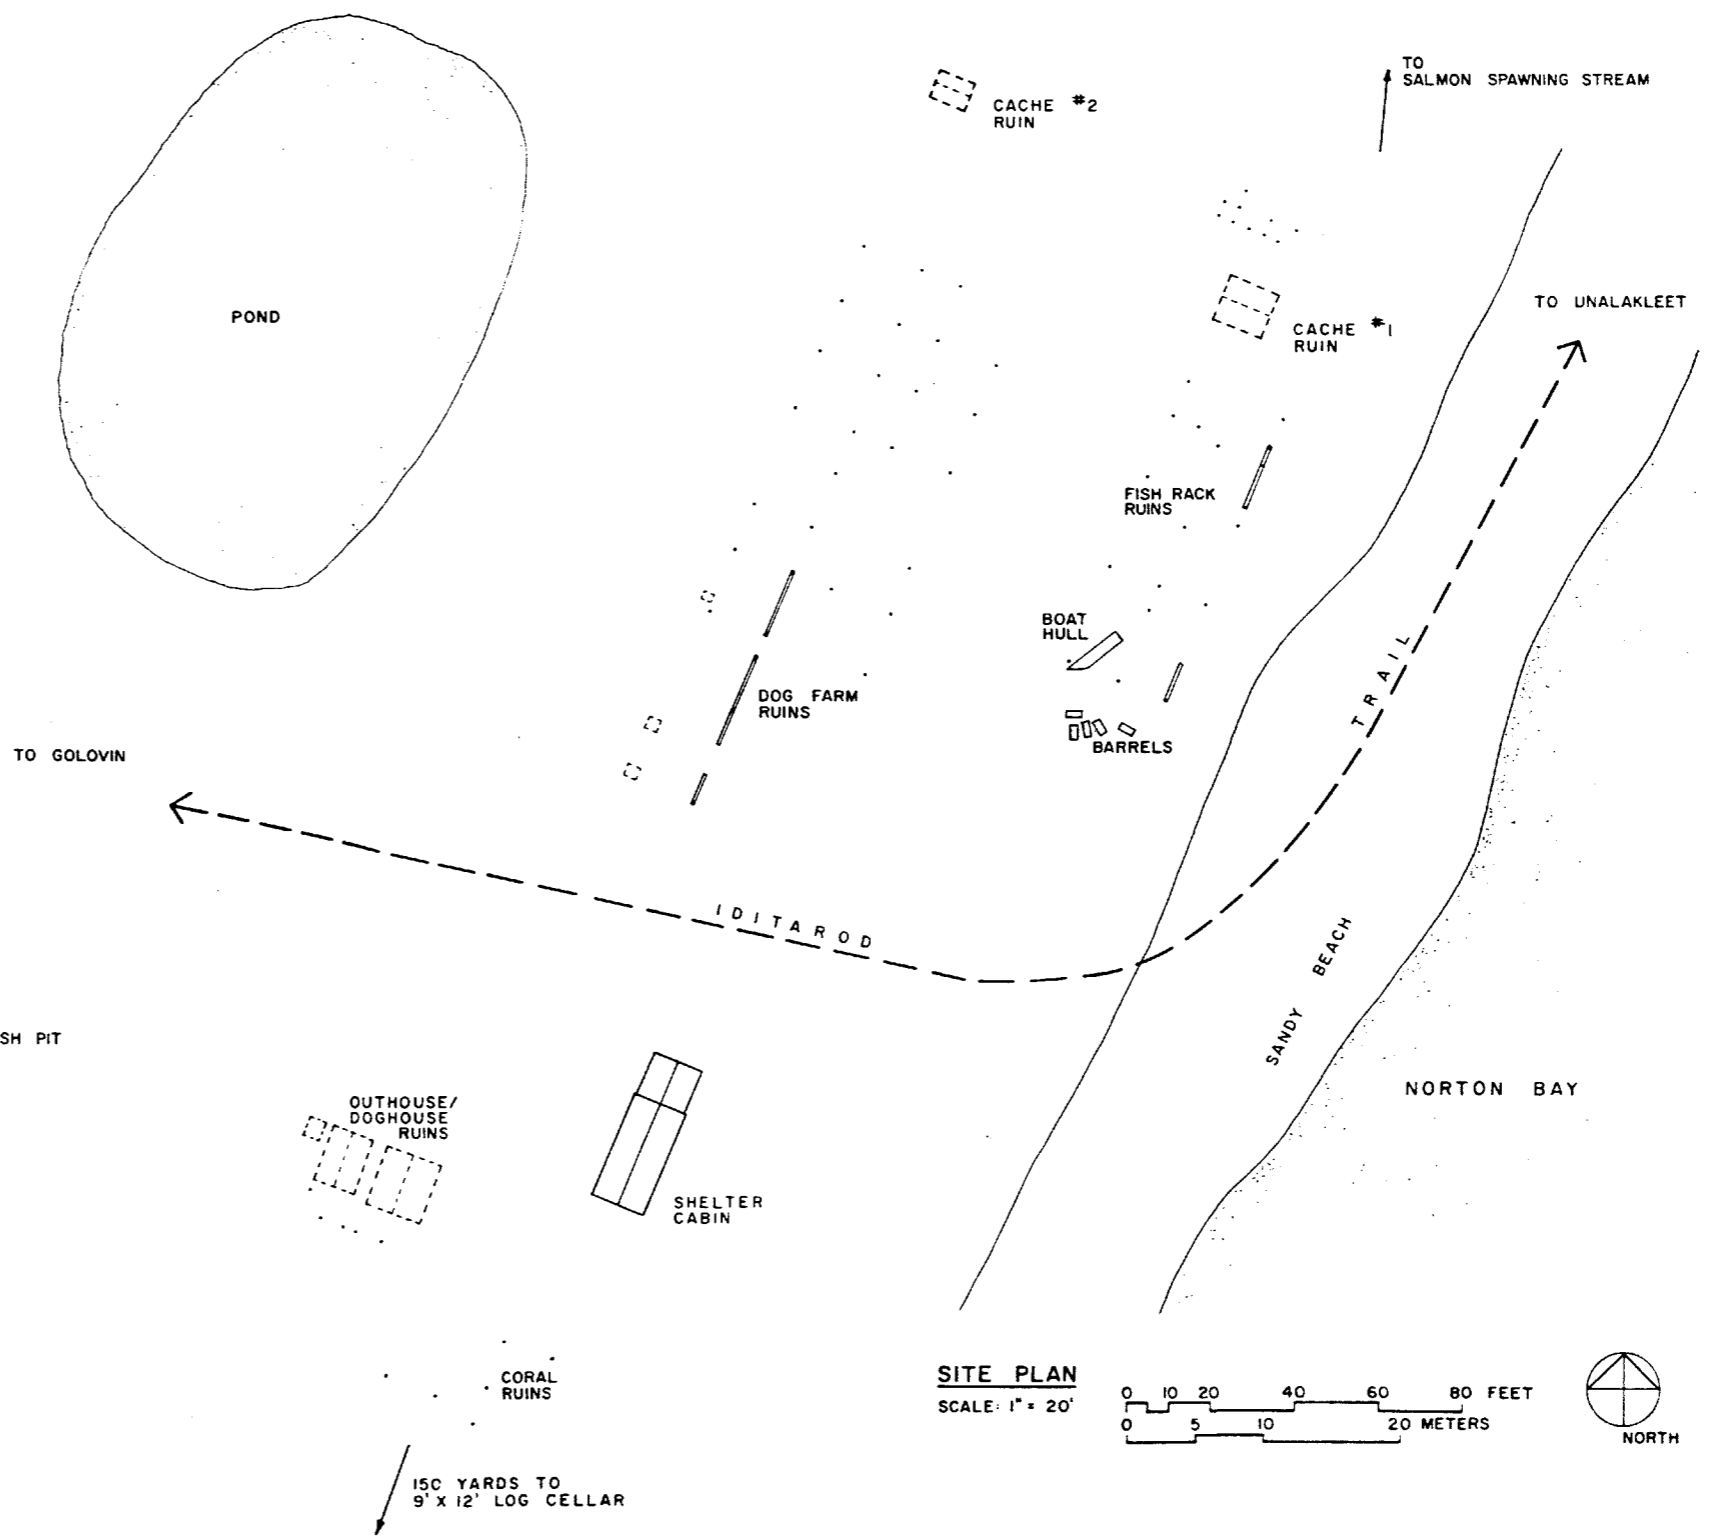 TO
SALMON SPAWNING STREAM
CACHE #2
RUIN
POND
TO UNALAKLEET
CACHE #1
RUIN
FISH RACK
RUINS
BOAT
HULL
DOG FARM
RUINS
TRAIL
BARRELS
TO GOLOVIN
IDITAROD
SANDY BEACH
SH PIT
NORTON BAY
OUTHOUSE/
DOGHOUSE
RUINS
SHELTER
CABIN
CORAL
RUINS
SITE PLAN
SCALE: 1" = 20'
0 10 20 40 60 80 FEET
0 5 10 20 METERS
NORTH
150 YARDS TO
9' X 12' LOG CELLAR